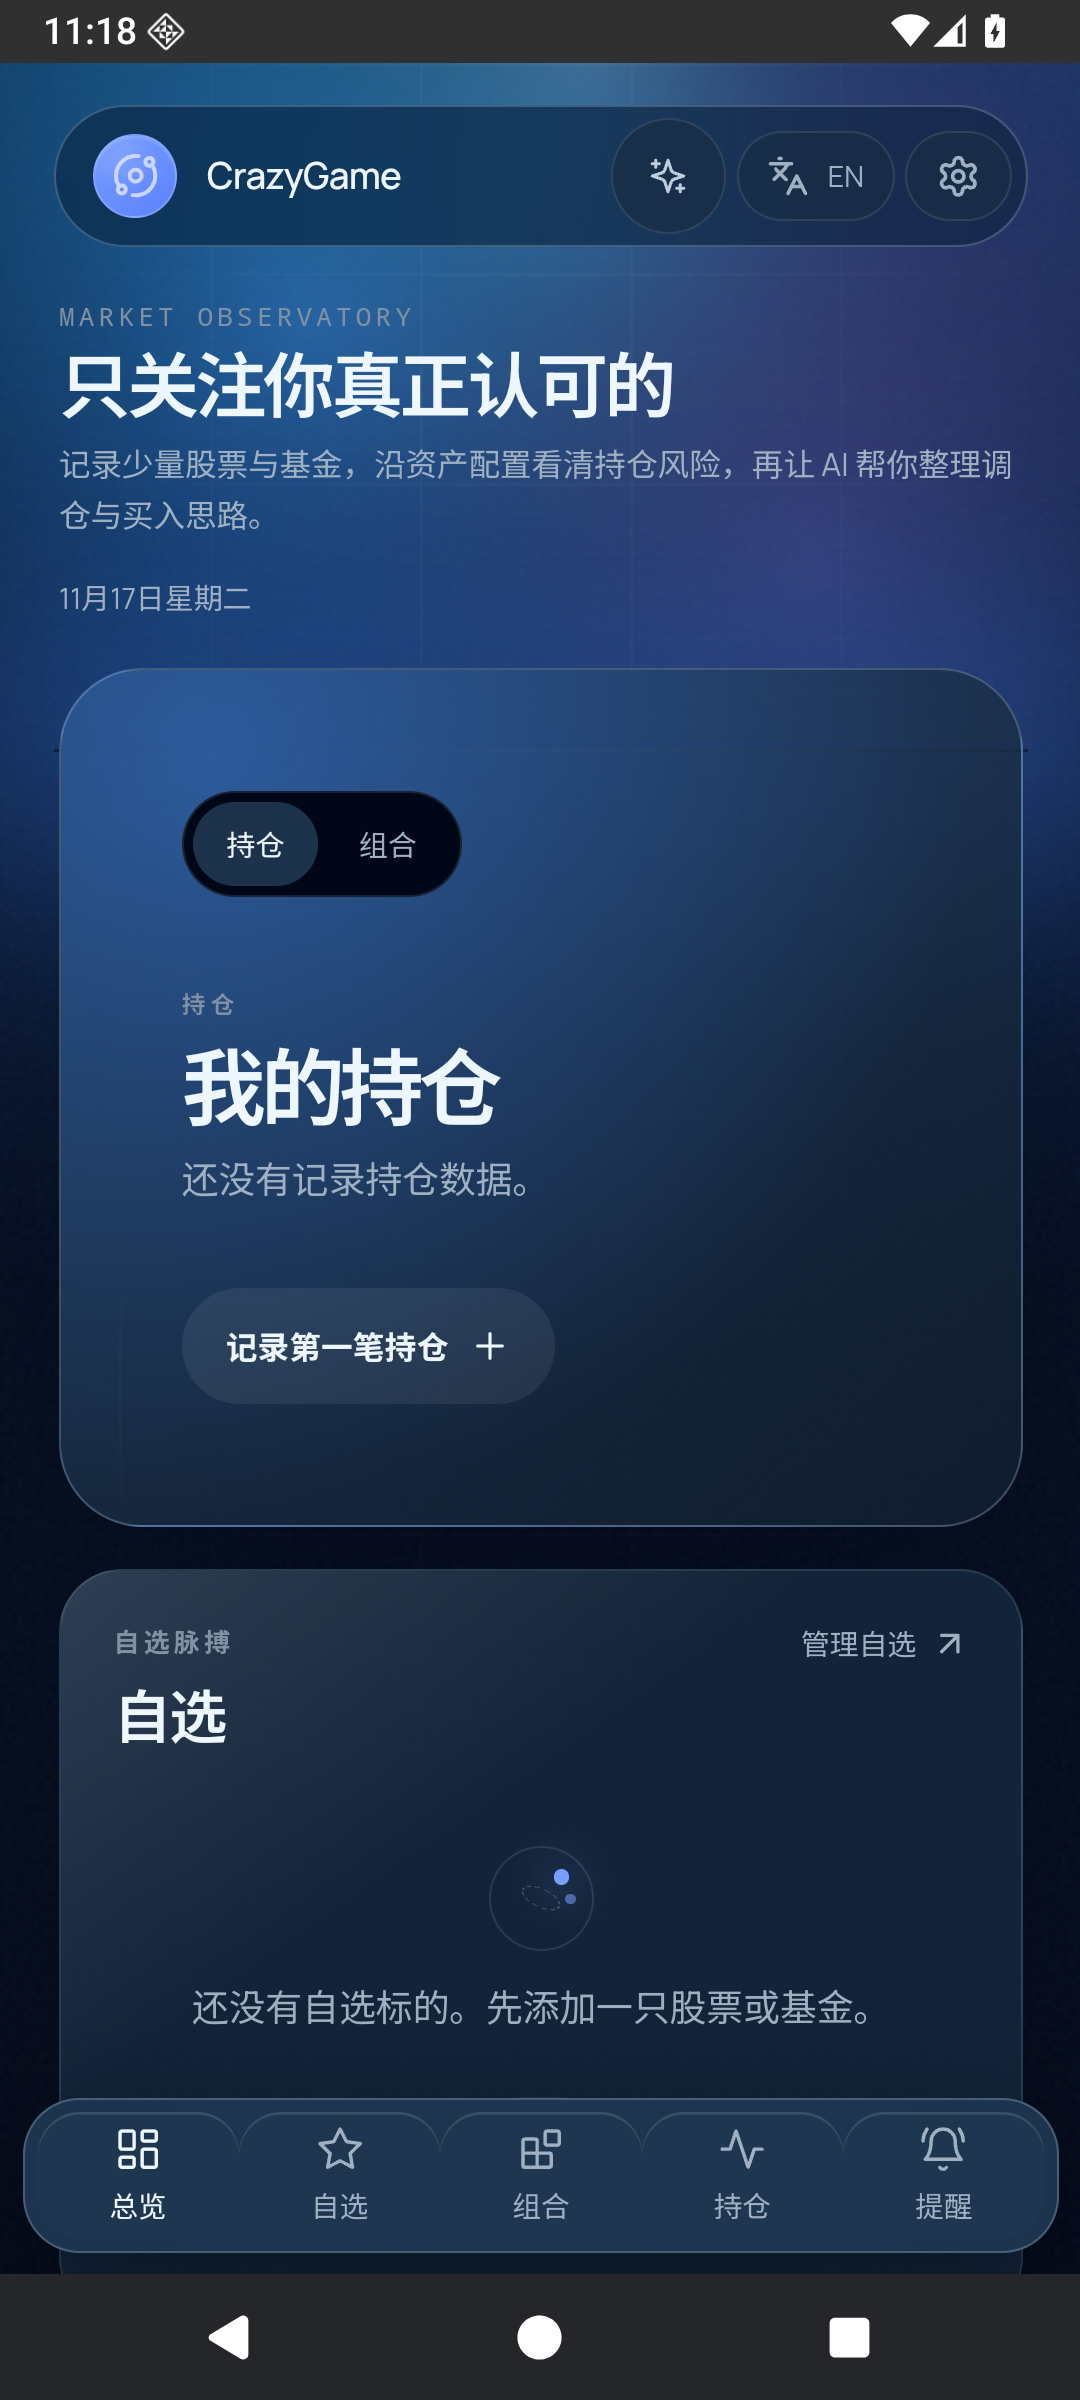 11:18
CrazyGame
EN
MARKET OBSERVATORY
只关注你真正认可的
记录少量股票与基金，沿资产配置看清持仓风险，再让 AI 帮你整理调
仓与买入思路。
11月17日星期二
持仓
组合
持仓
我的持仓
还没有记录持仓数据。
记录第一笔持仓
自选脉搏
管理自选
自选
还没有自选标的。先添加一只股票或基金。
总览
自选
组合
持仓
提醒